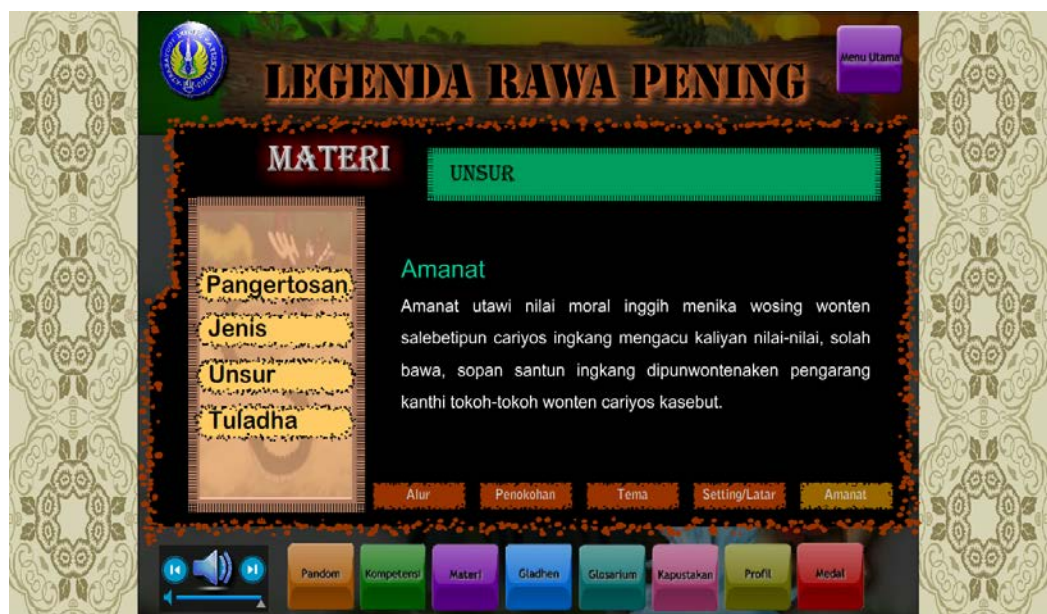 Menu Utama
LEGENDA RAWA PENING
MATERI
UNSUR
Pangertosan
Jenis
Unsur
Tuladha
Amanat
Amanat utawi nilai moral inggih menika wosing wonten
salebetipun cariyos ingkang mengacu kaliyan nilai-nilai, solah
bawa, sopan santun ingkang dipunwontenaken pengarang
kanthi tokoh-tokoh wonten cariyos kasebut.
Alur Penokohan Tema Setting/Latar Amanat
Pandom Kompetensi Materi Gladhen Glosarium Kapustakan Profil Medal